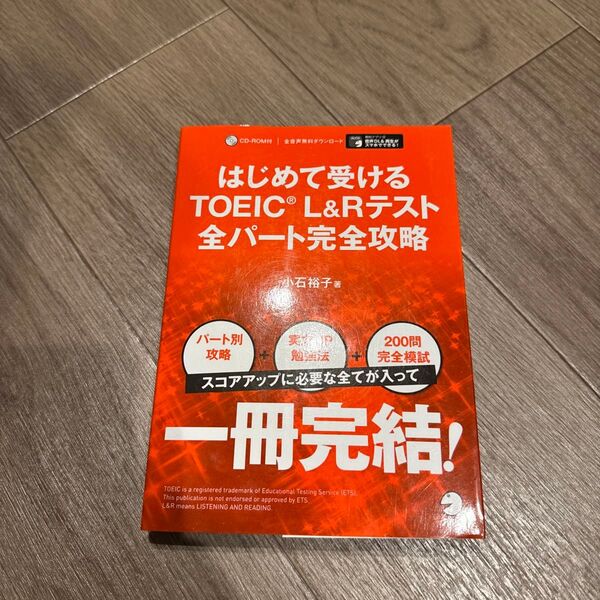 CD-ROM付 | 全音声無料ダウンロード
はじめて受ける
TOEIC® L&Rテスト
全パート完全攻略
小石裕子 著
パート別
攻略
+
勉強法
+
200問
完全模試
スコアアップに必要な全てが入って
一冊完結!
TOEIC is a registered trademark of Educational Testing Service (ETS).
This publication is not endorsed or approved by ETS.
L&R means LISTENING AND READING.